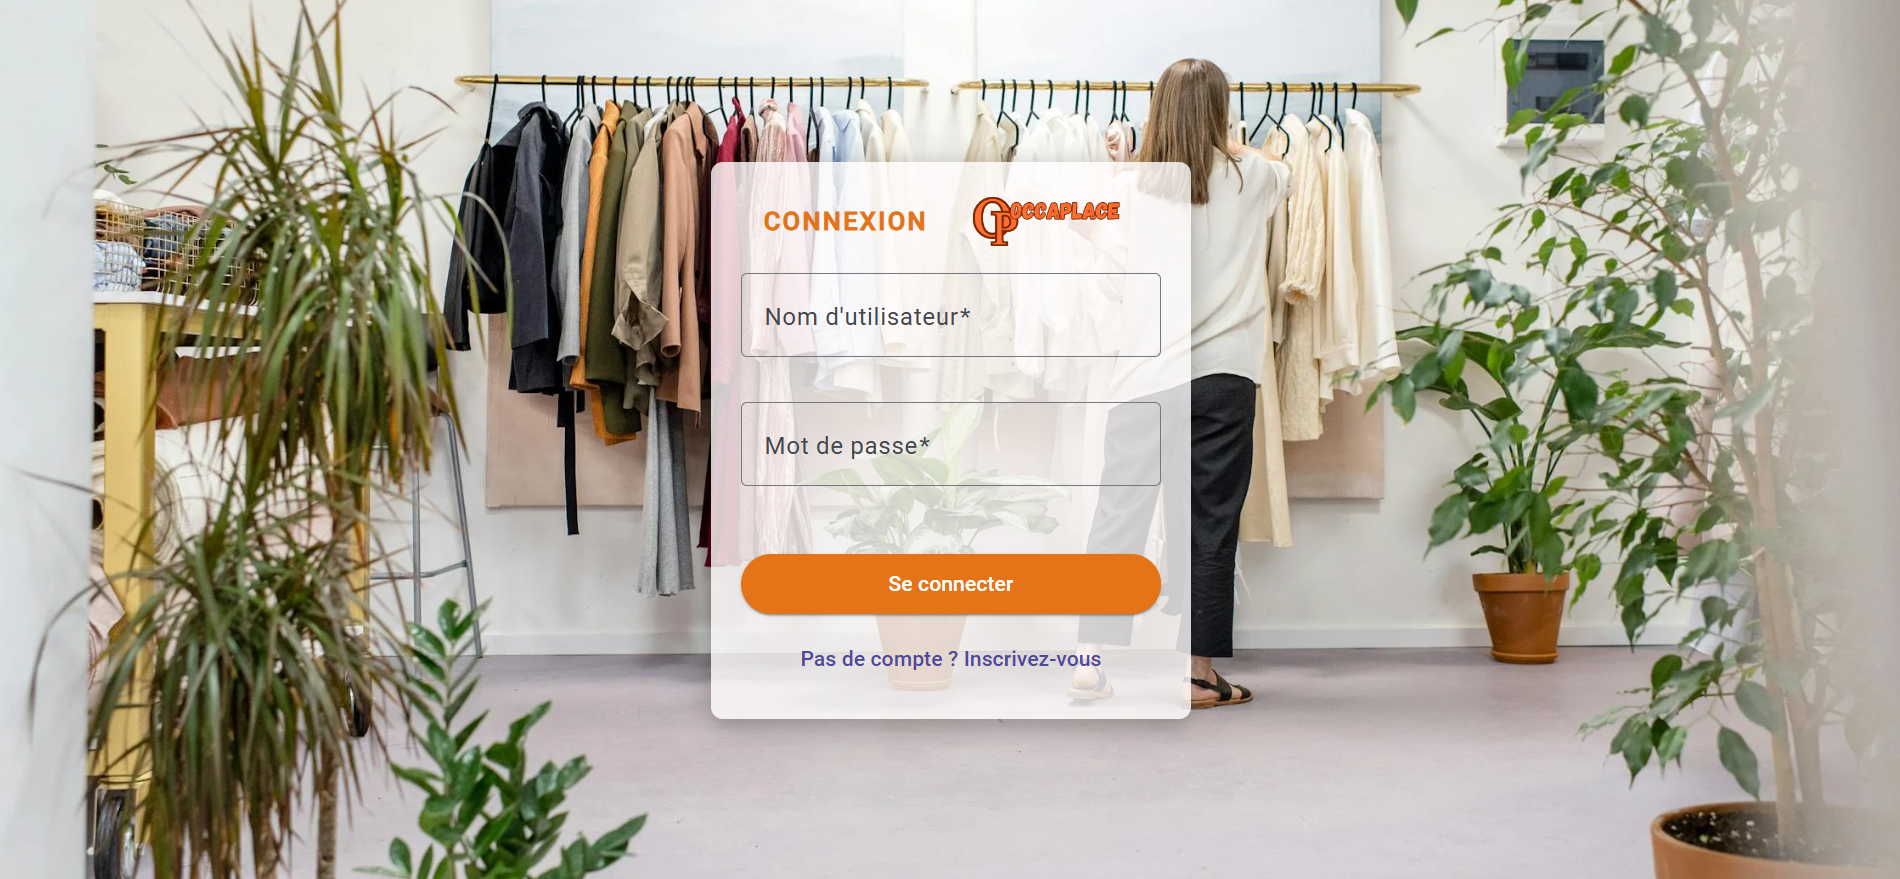 CONNEXION
OCCAPLACE
Nom d'utilisateur*
Mot de passe*
Se connecter
Pas de compte ? Inscrivez-vous